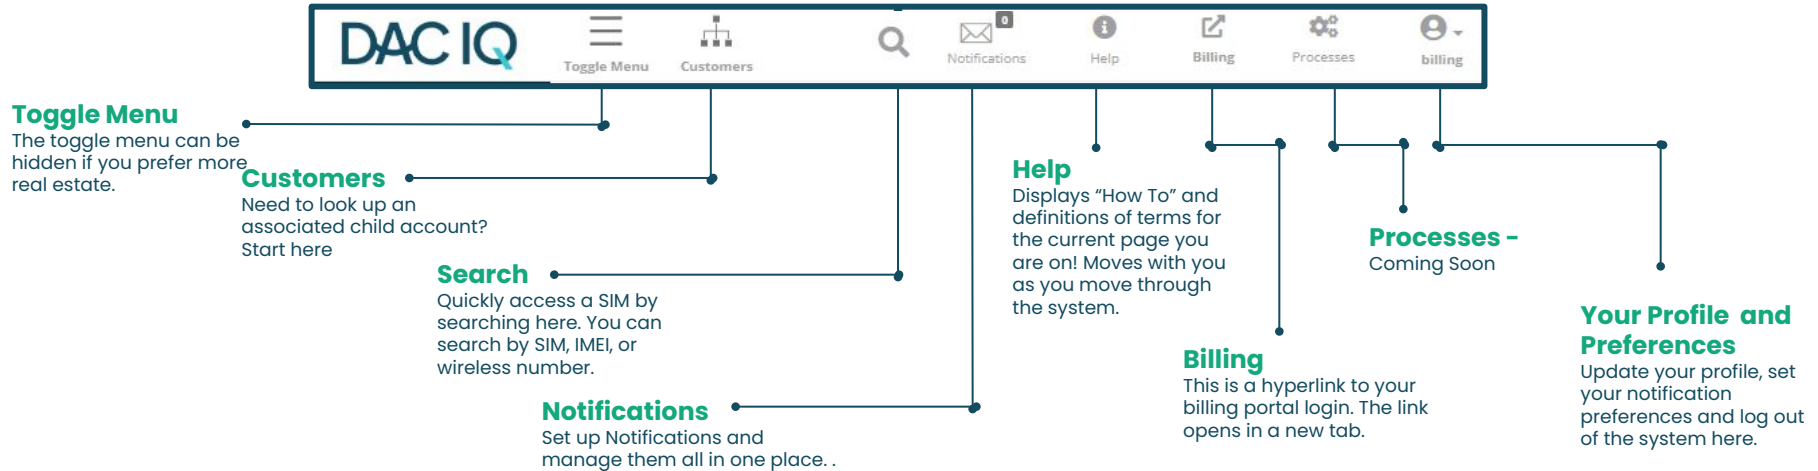 DAC IQ
Toggle Menu
Customers
0
Notifications
Help
Billing
Processes
billing
Toggle Menu
The toggle menu can be
hidden if you prefer more
real estate.
Customers
Need to look up an
associated child account?
Start here
Search
Quickly access a SIM by
searching here. You can
search by SIM, IMEI, or
wireless number.
Notifications
Set up Notifications and
manage them all in one place. .
Help
Displays “How To” and
definitions of terms for
the current page you
are on! Moves with you
as you move through
the system.
Billing
This is a hyperlink to your
billing portal login. The link
opens in a new tab.
Processes -
Coming Soon
Your Profile and
Preferences
Update your profile, set
your notification
preferences and log out
of the system here.